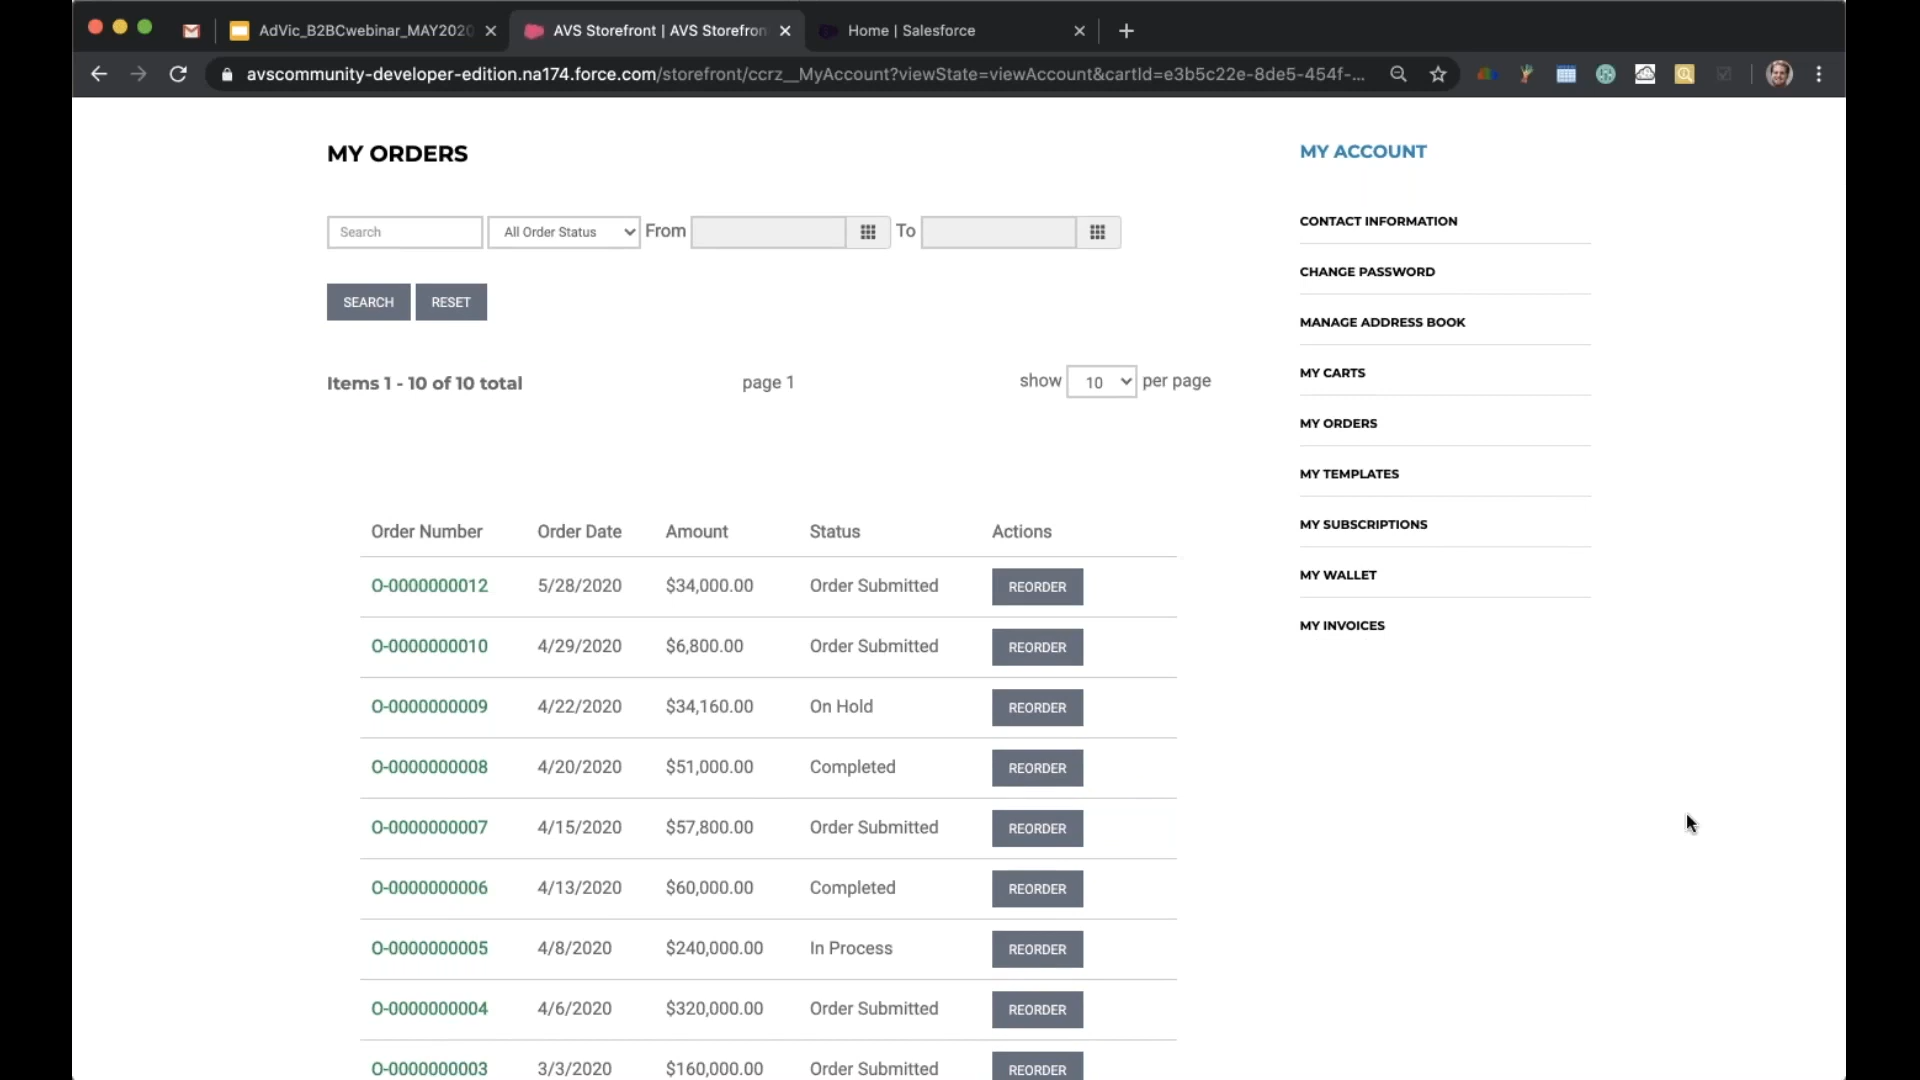 AdVic_B2BCwebinar_MAY2020
AVS Storefront | AVS Storefron
Home | Salesforce
avscommunity-developer-edition.na174.force.com/storefront/ccrz__MyAccount?viewState=viewAccount&cartId=e3b5c22e-8de5-454f-...
MY ORDERS
Search All Order Status From To
SEARCH RESET
Items 1 - 10 of 10 total page 1 show 10 per page
Order Number Order Date Amount Status Actions
O-0000000012 5/28/2020 $34,000.00 Order Submitted REORDER
O-0000000010 4/29/2020 $6,800.00 Order Submitted REORDER
O-0000000009 4/22/2020 $34,160.00 On Hold REORDER
O-0000000008 4/20/2020 $51,000.00 Completed REORDER
O-0000000007 4/15/2020 $57,800.00 Order Submitted REORDER
O-0000000006 4/13/2020 $60,000.00 Completed REORDER
O-0000000005 4/8/2020 $240,000.00 In Process REORDER
O-0000000004 4/6/2020 $320,000.00 Order Submitted REORDER
O-0000000003 3/3/2020 $160,000.00 Order Submitted REORDER
MY ACCOUNT
CONTACT INFORMATION
CHANGE PASSWORD
MANAGE ADDRESS BOOK
MY CARTS
MY ORDERS
MY TEMPLATES
MY SUBSCRIPTIONS
MY WALLET
MY INVOICES